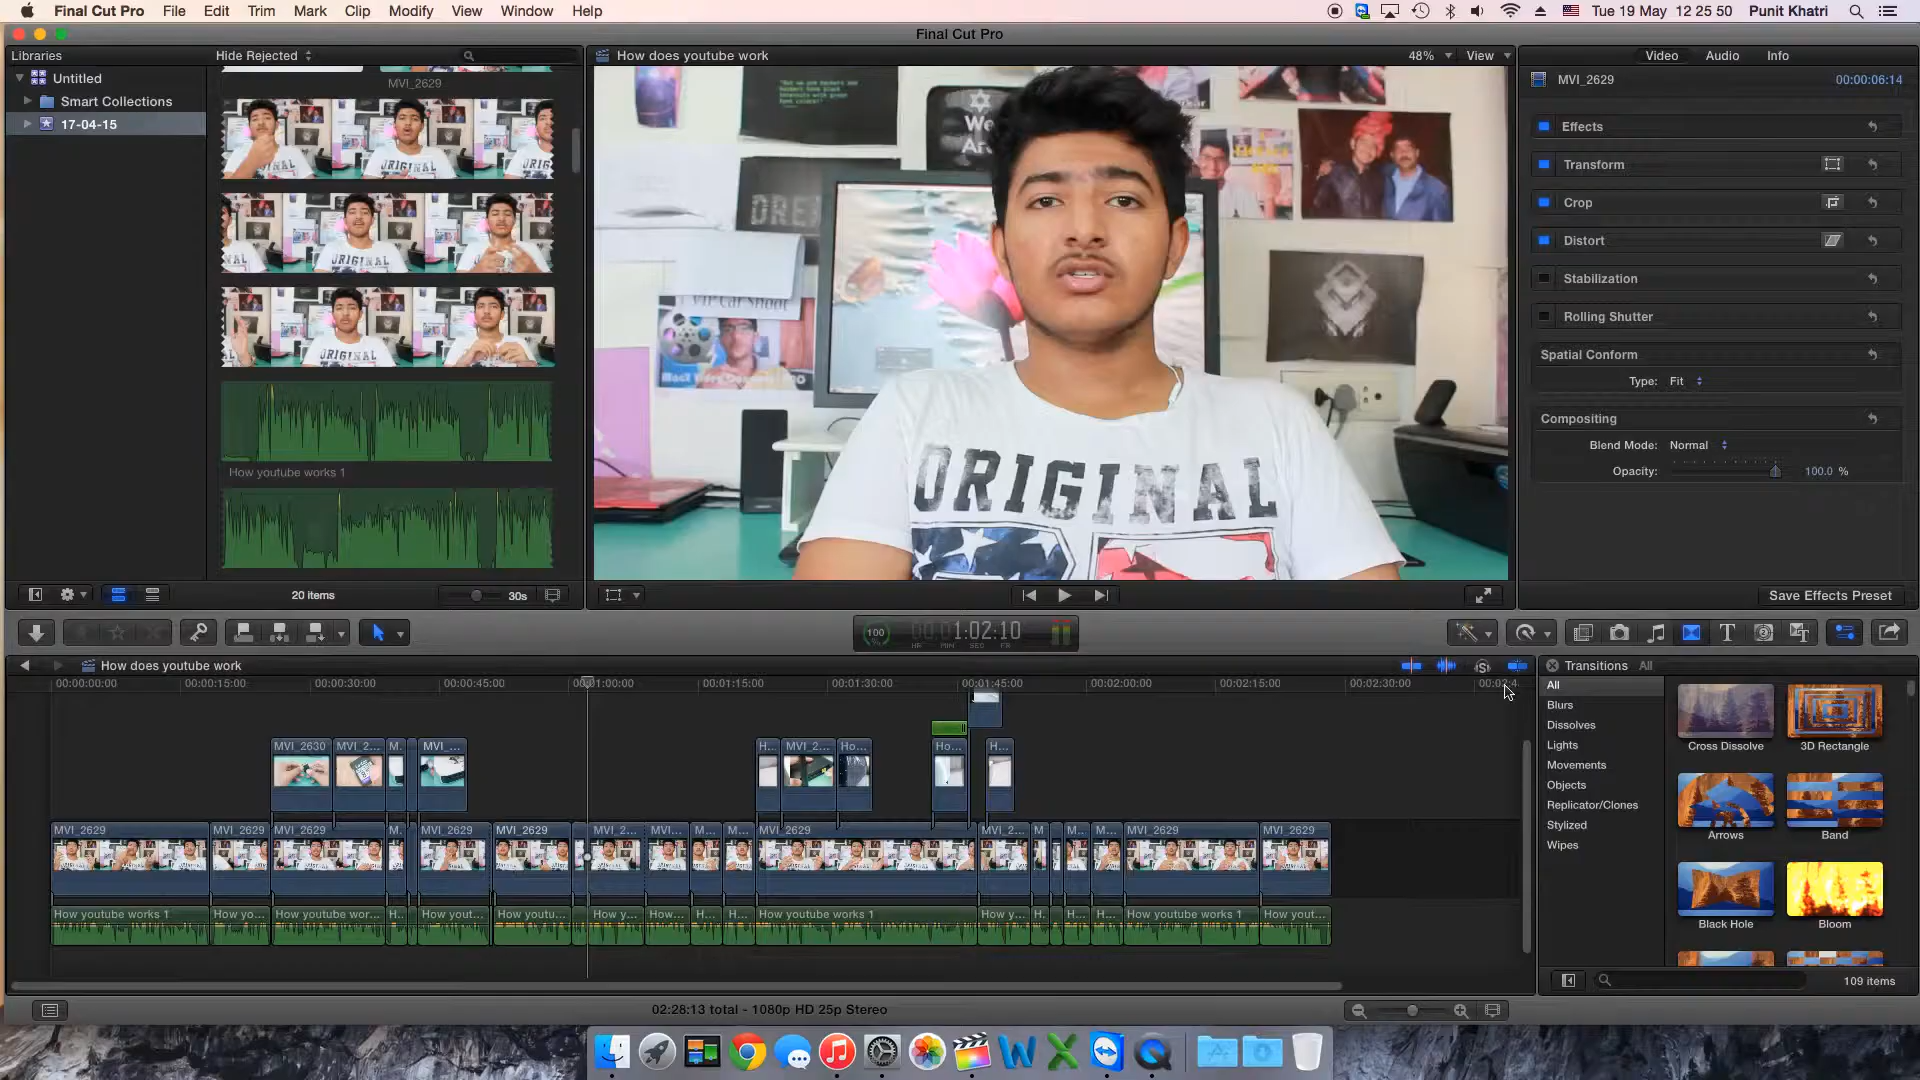 Final Cut Pro File Edit Trim Mark Clip Modify View Window Help Tue 19 May 12 25 50 Punit Khatri
Final Cut Pro
Libraries
Hide Rejected
How does youtube work
48%
View
Video Audio Info
Untitled
Smart Collections
17-04-15
MVI_2629
How youtube works 1
We
Are
ORIGINAL
MVI_2629 00:00:06:14
Effects
Transform
Crop
Distort
Stabilization
Rolling Shutter
Spatial Conform
Type: Fit
Compositing
Blend Mode: Normal
Opacity: 100.0 %
20 items
30s
Save Effects Preset
100
%
1:02:10
HR MIN SEC FR
How does youtube work
00:00:00:00 00:00:15:00 00:00:30:00 00:00:45:00 00:01:00:00 00:01:15:00 00:01:30:00 00:01:45:00 00:02:00:00 00:02:15:00 00:02:30:00
MVI_2630 MVI_2... M. MVI_... H... MVI_2... Ho... Ho... H...
MVI_2629 MVI_2629 MVI_2629 M. MVI_2629 MVI_2629 MVI_2... MVI... M... M... MVI_2629 MVI_2... M M... M... MVI_2629 MVI_2629
How youtube works 1 How yo... How youtube wor... H.. How yout... How youtu... How y... How... H... H... How youtube works 1 How y... H. H... H... How youtube works 1 How yout...
Transitions All
All
Blurs
Dissolves
Lights
Movements
Objects
Replicator/Clones
Stylized
Wipes
Cross Dissolve
3D Rectangle
Arrows
Band
Black Hole
Bloom
109 items
02:28:13 total - 1080p HD 25p Stereo